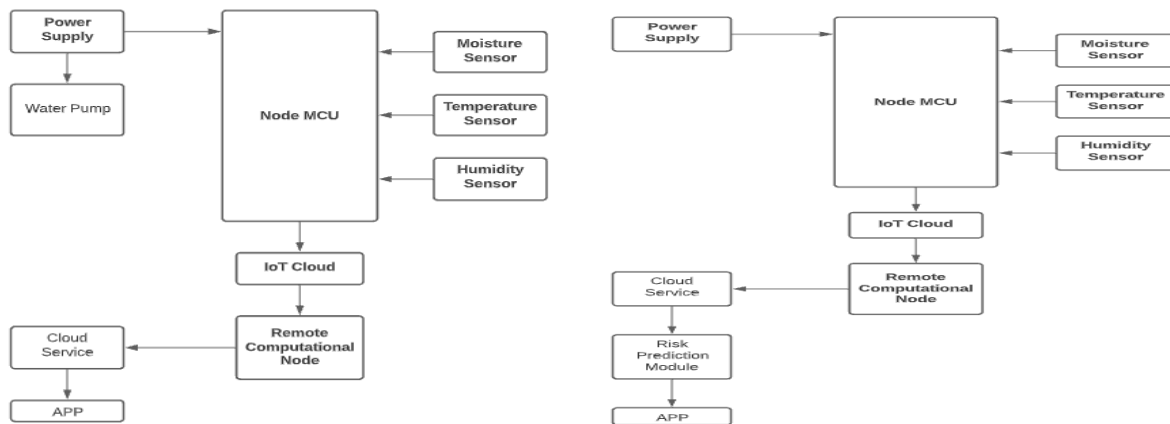 Power
Supply
Water Pump
Node MCU
Moisture
Sensor
Temperature
Sensor
Humidity
Sensor
IoT Cloud
Remote
Computational
Node
Cloud
Service
APP
Power
Supply
Node MCU
Moisture
Sensor
Temperature
Sensor
Humidity
Sensor
IoT Cloud
Remote
Computational
Node
Cloud
Service
Risk
Prediction
Module
APP